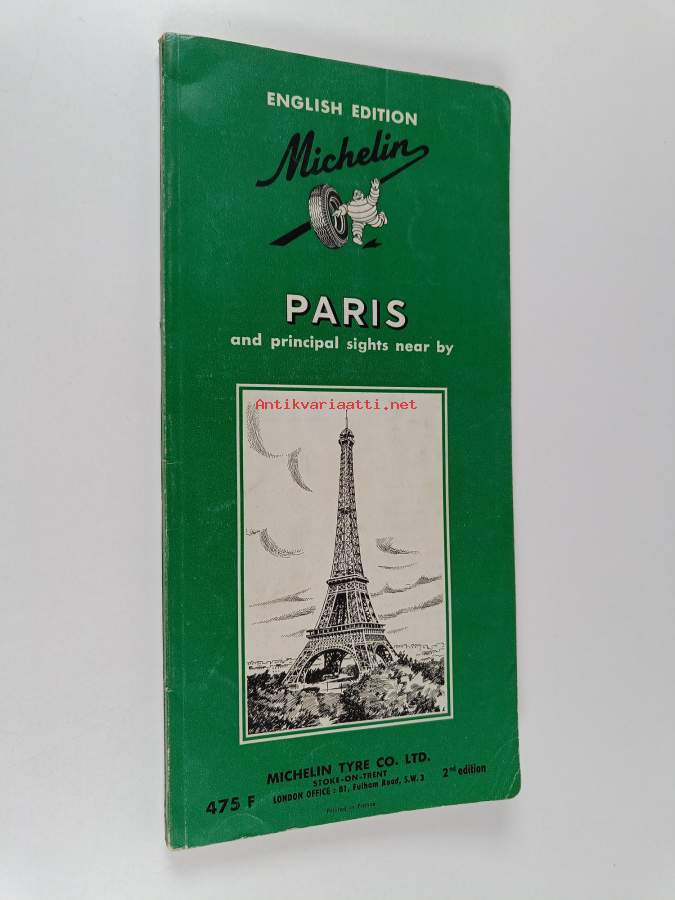 ENGLISH EDITION
Michelin
PARIS
and principal sights near by
Antikvariaatti.net
MICHELIN TYRE CO. LTD.
STOKE-ON-TRENT
LONDON OFFICE : 81, Fulham Road, S.W.3
2nd edition
475 F
Printed in France